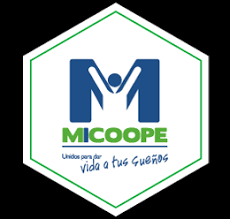 MICOOPE
Unidos para dar
vida a tus sueños